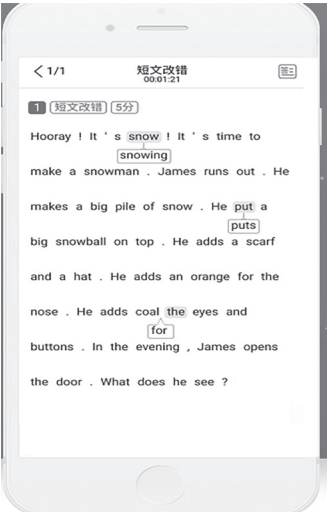 1/1
短文改错
00:01:21
1 短文改错 5分
Hooray ! It ' s snow ! It ' s time to
snowing
make a snowman . James runs out . He
makes a big pile of snow . He put a
puts
big snowball on top . He adds a scarf
and a hat . He adds an orange for the
nose . He adds coal the eyes and
for
buttons . In the evening , James opens
the door . What does he see ?